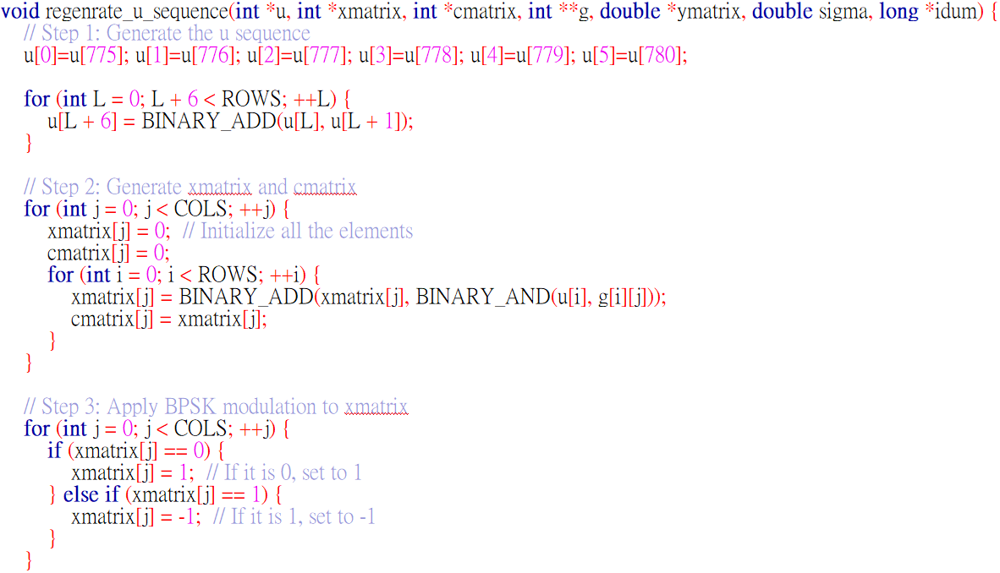 void regenrate_u_sequence(int *u, int *xmatrix, int *cmatrix, int **g, double *ymatrix, double sigma, long *idum) {
// Step 1: Generate the u sequence
u[0]=u[775]; u[1]=u[776]; u[2]=u[777]; u[3]=u[778]; u[4]=u[779]; u[5]=u[780];
for (int L = 0; L + 6 < ROWS; ++L) {
u[L + 6] = BINARY_ADD(u[L], u[L + 1]);
}
// Step 2: Generate xmatrix and cmatrix
for (int j = 0; j < COLS; ++j) {
xmatrix[j] = 0; // Initialize all the elements
cmatrix[j] = 0;
for (int i = 0; i < ROWS; ++i) {
xmatrix[j] = BINARY_ADD(xmatrix[j], BINARY_AND(u[i], g[i][j]));
cmatrix[j] = xmatrix[j];
}
}
// Step 3: Apply BPSK modulation to xmatrix
for (int j = 0; j < COLS; ++j) {
if (xmatrix[j] == 0) {
xmatrix[j] = 1; // If it is 0, set to 1
} else if (xmatrix[j] == 1) {
xmatrix[j] = -1; // If it is 1, set to -1
}
}